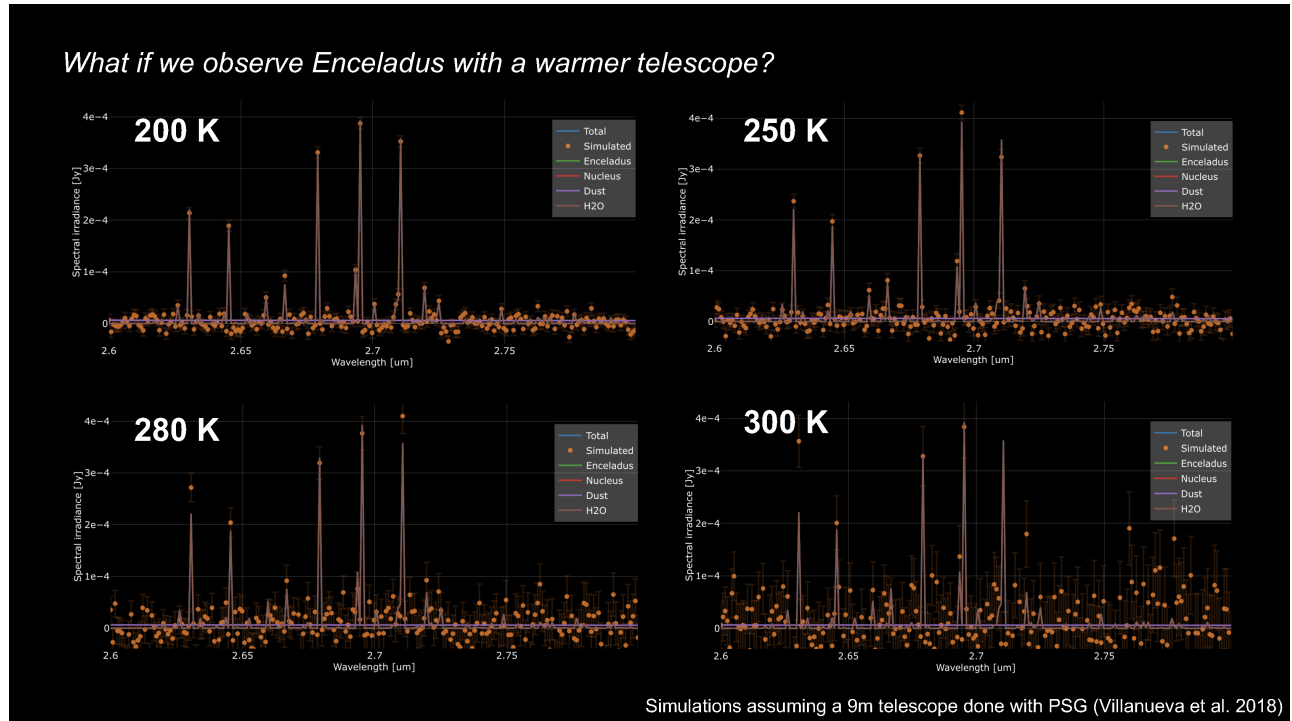 What if we observe Enceladus with a warmer telescope?
200 K
4e−4
3e−4
2e−4
1e−4
0
Spectral irradiance [Jy]
2.6
2.65
2.7
2.75
Wavelength [um]
Total
Simulated
Enceladus
Nucleus
Dust
H2O
250 K
4e−4
3e−4
2e−4
1e−4
0
Spectral irradiance [Jy]
2.6
2.65
2.7
2.75
Wavelength [um]
Total
Simulated
Enceladus
Nucleus
Dust
H2O
280 K
4e−4
3e−4
2e−4
1e−4
0
Spectral irradiance [Jy]
2.6
2.65
2.7
2.75
Wavelength [um]
Total
Simulated
Enceladus
Nucleus
Dust
H2O
300 K
4e−4
3e−4
2e−4
1e−4
0
Spectral irradiance [Jy]
2.6
2.65
2.7
2.75
Wavelength [um]
Total
Simulated
Enceladus
Nucleus
Dust
H2O
Simulations assuming a 9m telescope done with PSG (Villanueva et al. 2018)